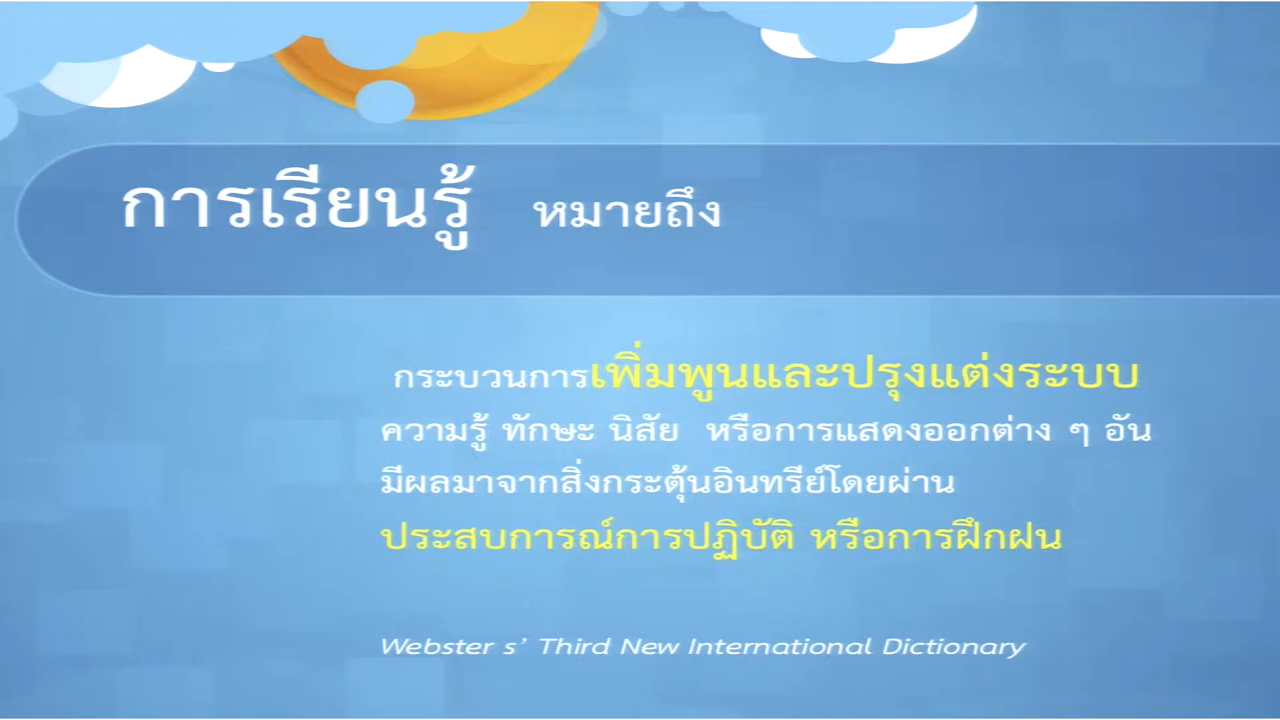 การเรียนรู้ หมายถึง
กระบวนการเพิ่มพูนและปรุงแต่งระบบ
ความรู้ ทักษะ นิสัย หรือการแสดงออกต่าง ๆ อัน
มีผลมาจากสิ่งกระตุ้นอินทรีย์โดยผ่าน
ประสบการณ์การปฏิบัติ หรือการฝึกฝน
Webster s’ Third New International Dictionary